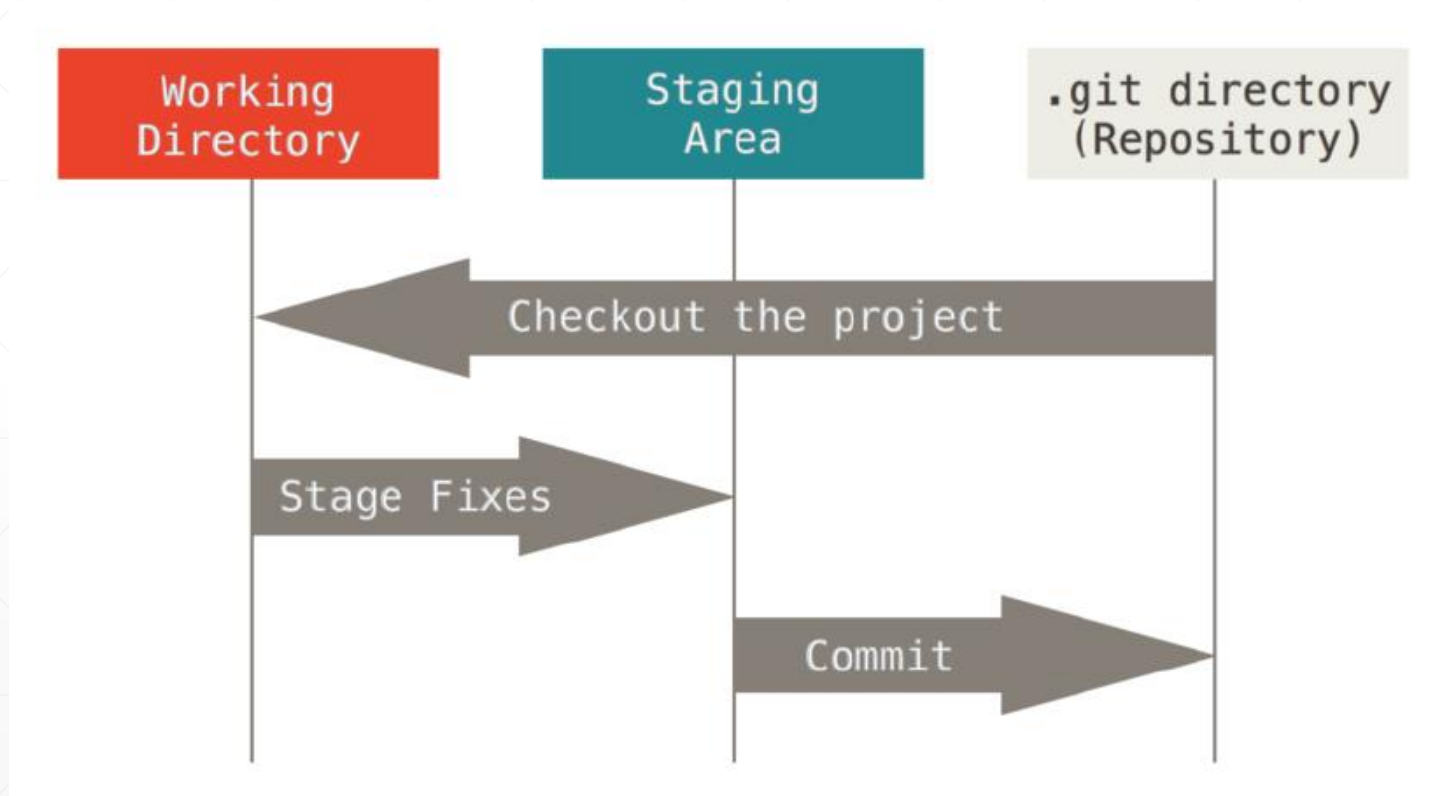 Working
Directory
Staging
Area
.git directory
(Repository)
Checkout the project
Stage Fixes
Commit